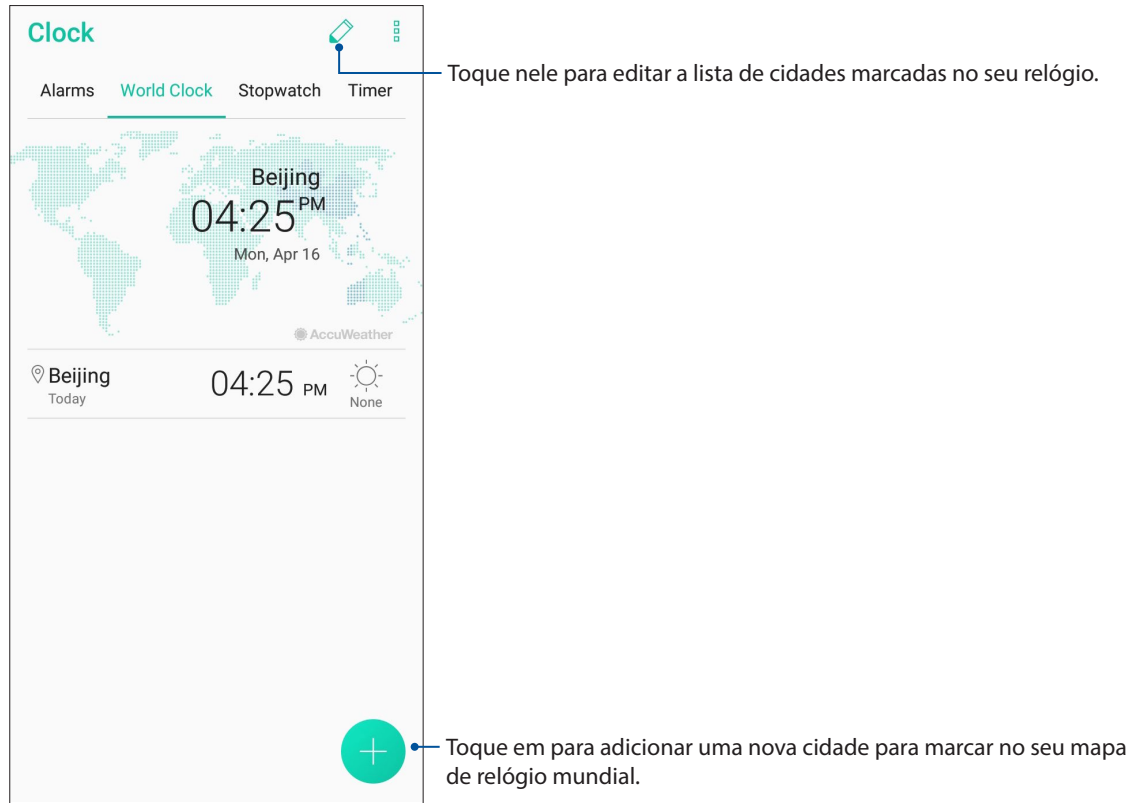 Clock
Toque nele para editar a lista de cidades marcadas no seu relógio.
Alarms World Clock Stopwatch Timer
Beijing
04:25 PM
Mon, Apr 16
AccuWeather
Beijing 04:25 PM
Today None
Toque em para adicionar uma nova cidade para marcar no seu mapa
de relógio mundial.